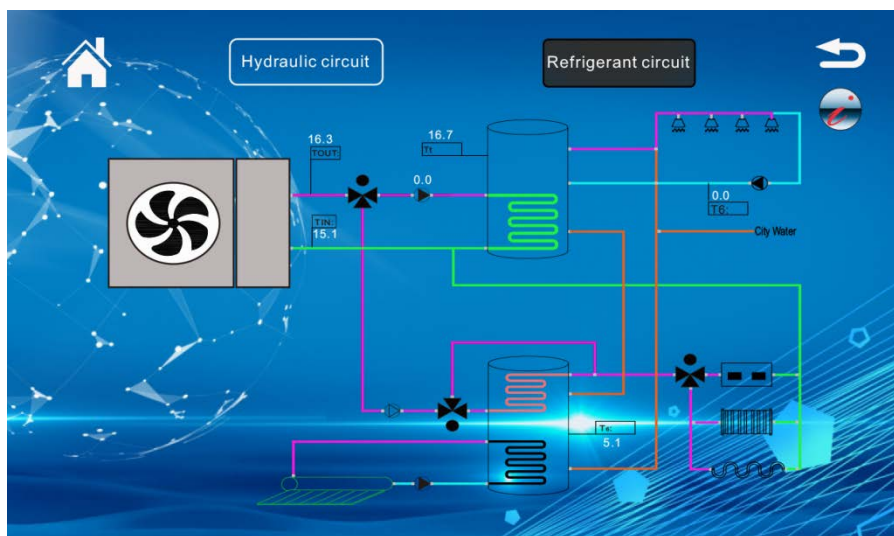 Hydraulic circuit
Refrigerant circuit
i
16.3
TOUT:
16.7
Tt
0.0
TIN:
15.1
0.0
T6:
City Water
Ts:
5.1